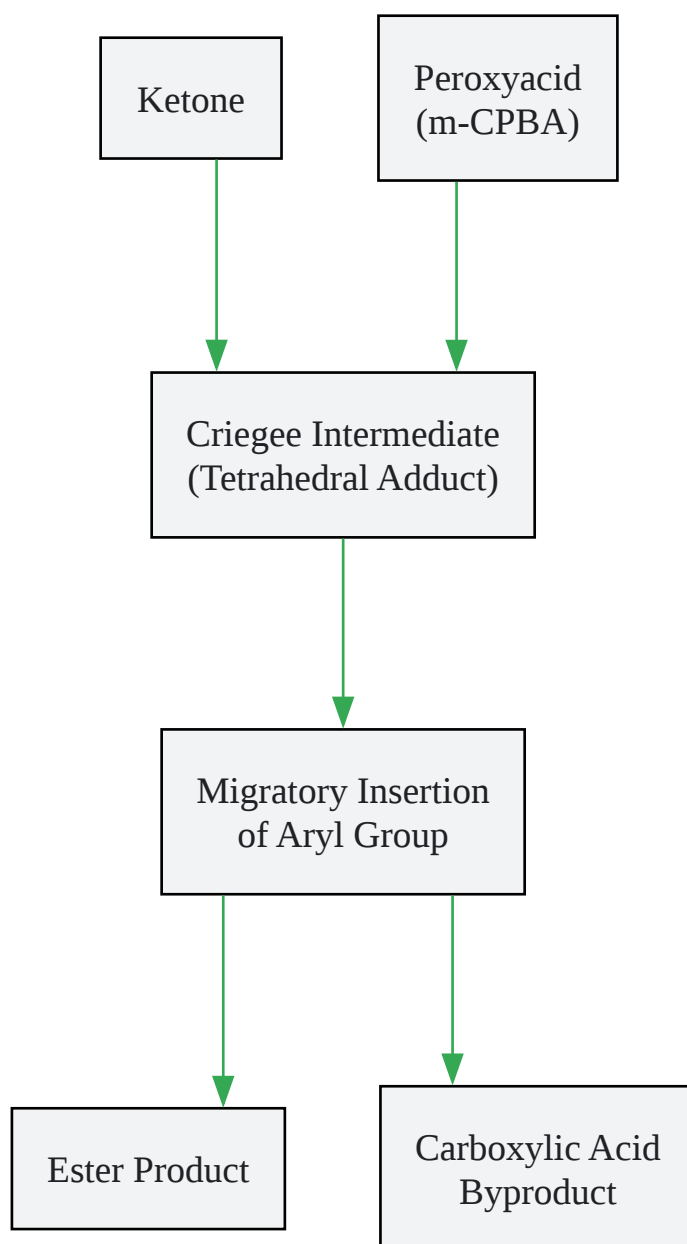 Ketone
Peroxyacid
(m-CPBA)
Criegee Intermediate
(Tetrahedral Adduct)
Migratory Insertion
of Aryl Group
Ester Product
Carboxylic Acid
Byproduct